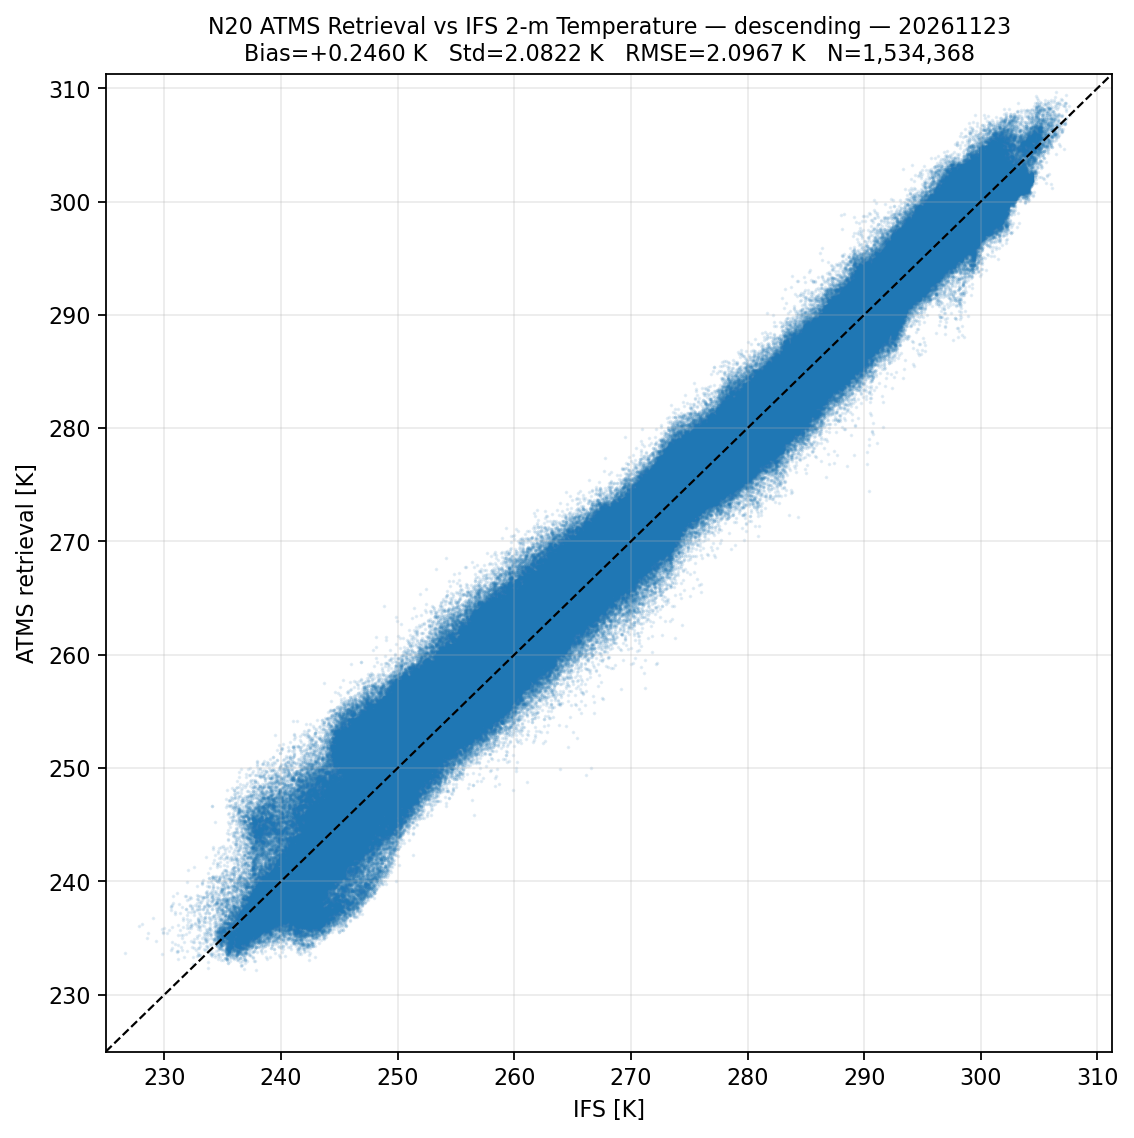 N20 ATMS Retrieval vs IFS 2-m Temperature — descending — 20261123
Bias=+0.2460 K Std=2.0822 K RMSE=2.0967 K N=1,534,368
ATMS retrieval [K]
310
300
290
280
270
260
250
240
230
230 240 250 260 270 280 290 300 310
IFS [K]